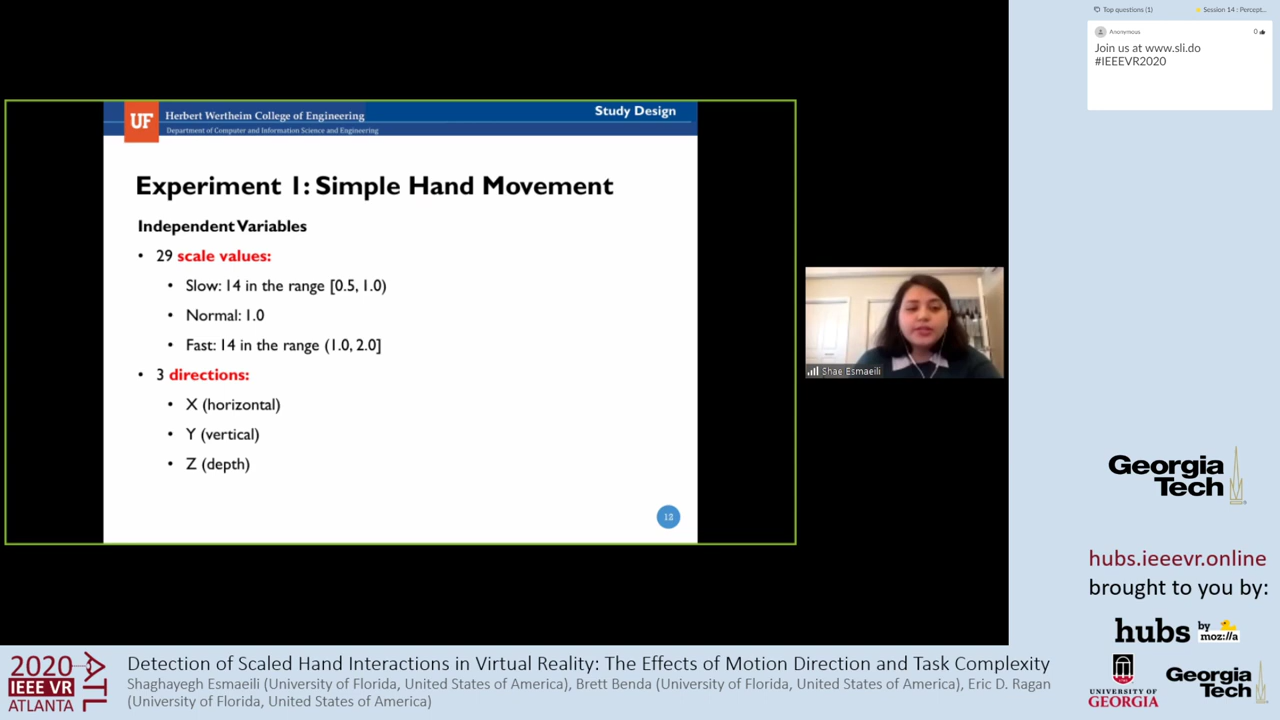 UF
Herbert Wertheim College of Engineering
Department of Computer and Information Science and Engineering
Study Design
Experiment 1: Simple Hand Movement
Independent Variables
• 29 scale values:
• Slow: 14 in the range [0.5, 1.0)
• Normal: 1.0
• Fast: 14 in the range (1.0, 2.0]
• 3 directions:
• X (horizontal)
• Y (vertical)
• Z (depth)
12
Shae Esmaeili
Top questions (1)
Session 14 : Percept...
Anonymous
0
Join us at www.sli.do
#IEEEVR2020
Georgia
Tech
hubs.ieeevr.online
brought to you by:
hubs by
moz://a
UNIVERSITY OF
GEORGIA
Georgia
Tech
2020
IEEE VR
ATLANTA
ATL
Detection of Scaled Hand Interactions in Virtual Reality: The Effects of Motion Direction and Task Complexity
Shaghayegh Esmaeili (University of Florida, United States of America), Brett Benda (University of Florida, United States of America), Eric D. Ragan
(University of Florida, United States of America)